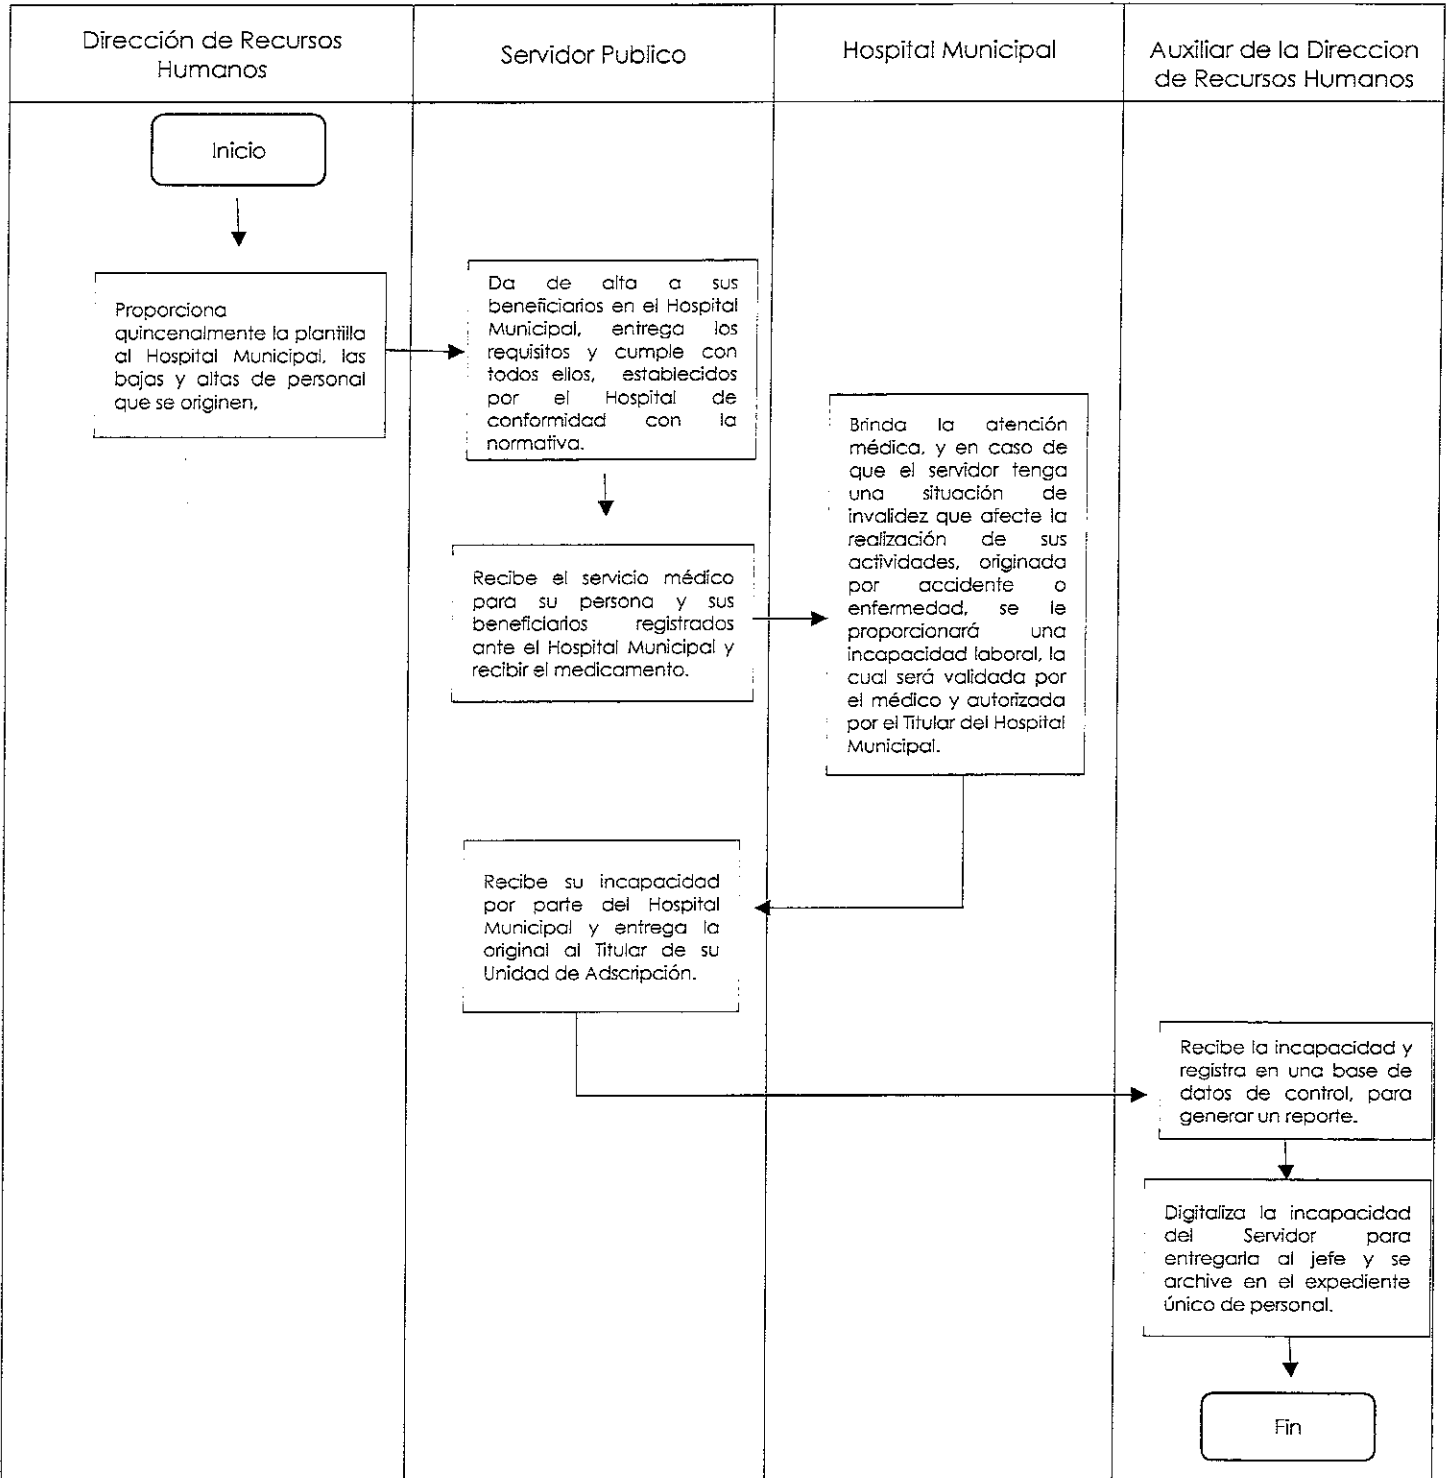 Dirección de Recursos
Humanos
Servidor Publico
Hospital Municipal
Auxiliar de la Direccion
de Recursos Humanos
Inicio
Proporciona
quincenalmente la plantilla
al Hospital Municipal, las
bajas y altas de personal
que se originen,
Da de alta a sus
beneficiarios en el Hospital
Municipal, entrega los
requisitos y cumple con
todos ellos, establecidos
por el Hospital de
conformidad con la
normativa.
Recibe el servicio médico
para su persona y sus
beneficiarios registrados
ante el Hospital Municipal y
recibir el medicamento.
Brinda la atención
médica, y en caso de
que el servidor tenga
una situación de
invalidez que afecte la
realización de sus
actividades, originada
por accidente o
enfermedad, se le
proporcionará una
incapacidad laboral, la
cual será validada por
el médico y autorizada
por el Titular del Hospital
Municipal.
Recibe su incapacidad
por parte del Hospital
Municipal y entrega la
original al Titular de su
Unidad de Adscripción.
Recibe la incapacidad y
registra en una base de
datos de control, para
generar un reporte.
Digitaliza la incapacidad
del Servidor para
entregarla al jefe y se
archive en el expediente
único de personal.
Fin